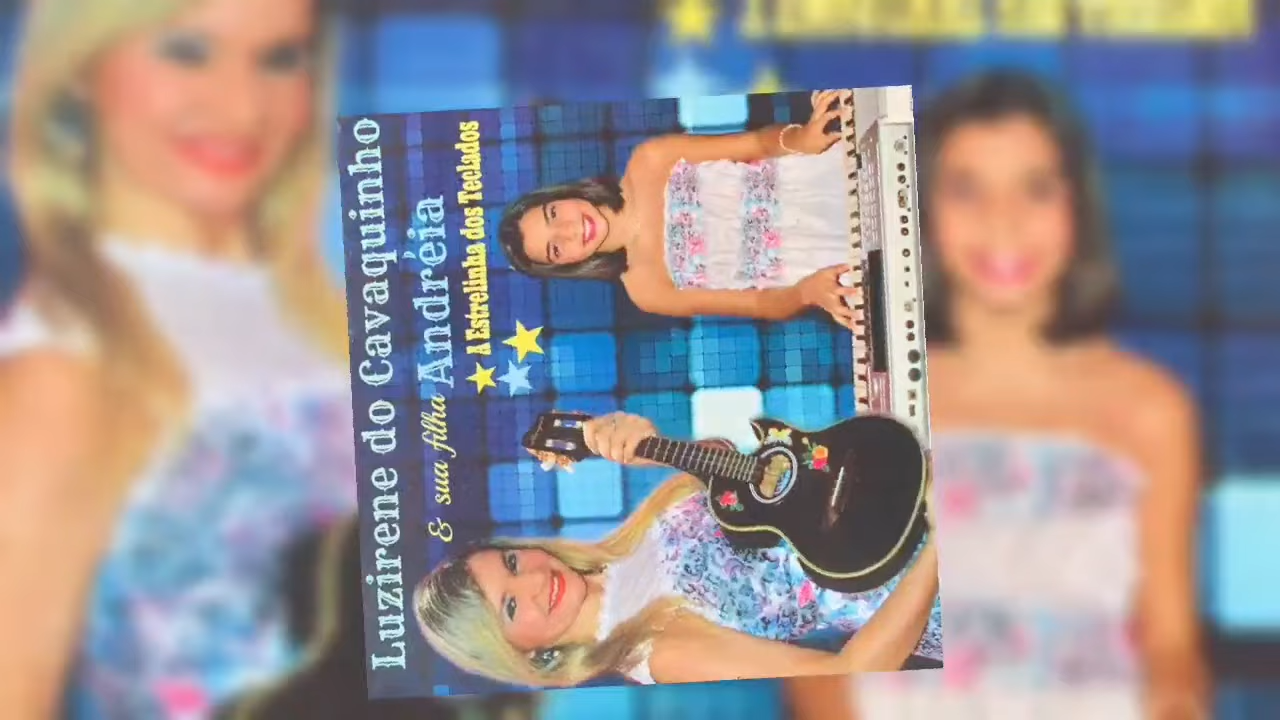 Luzirene do Cavaquinho
& sua filha Andréia
A Estrelinha dos Teclados